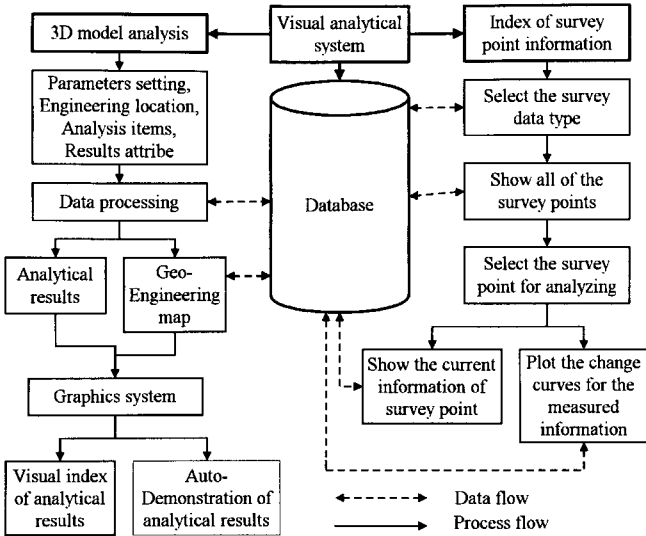 3D model analysis
Visual analytical
system
Index of survey
point information
Parameters setting,
Engineering location,
Analysis items,
Results attribe
Select the survey
data type
Data processing
Database
Show all of the
survey points
Analytical
results
Geo-
Engineering
map
Select the survey
point for analyzing
Graphics system
Show the current
information of
survey point
Plot the change
curves for the
measured
information
Visual index
of analytical
results
Auto-
Demonstration of
analytical results
Data flow
Process flow